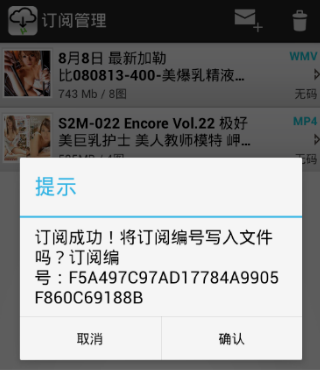 订阅管理
8月8日 最新加勒
WMV
比080813-400-美爆乳精液…
743 Mb / 8图
无码
S2M-022 Encore Vol.22 极好
MP4
美巨乳护士 美人教师模特 岬…
无码
提示
订阅成功！将订阅编号写入文件
吗？订阅编
号：F5A497C97AD17784A9905
F860C69188B
取消
确认